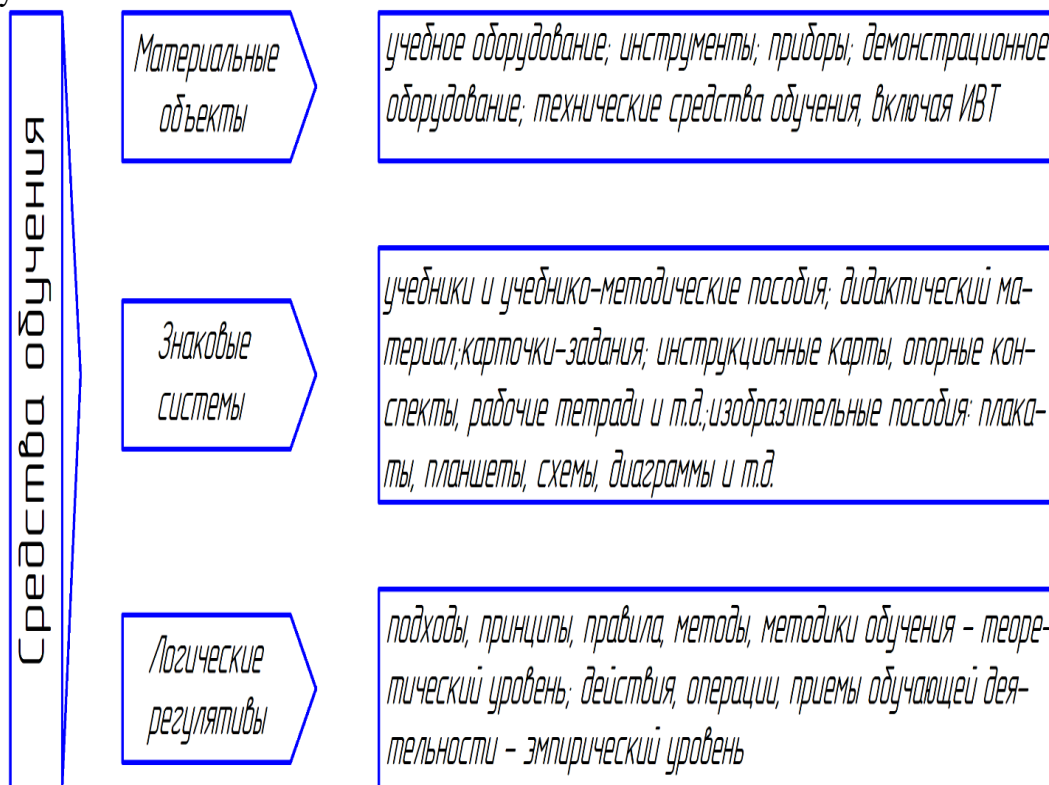 Средства обучения
Материальные
объекты
учебное оборудование; инструменты; приборы; демонстрационное
оборудование; технические средства обучения, включая ИВТ
Знаковые
системы
учебники и учебнико-методические пособия; дидактический ма-
териал;карточки-задания; инструкционные карты, опорные кон-
спекты, рабочие тетради и т.д.;изобразительные пособия: плака-
ты, планшеты, схемы, диаграммы и т.д.
Логические
регулятивы
подходы, принципы, правила, методы, методики обучения - теоре-
тический уровень; действия, операции, приемы обучающей дея-
тельности - эмпирический уровень